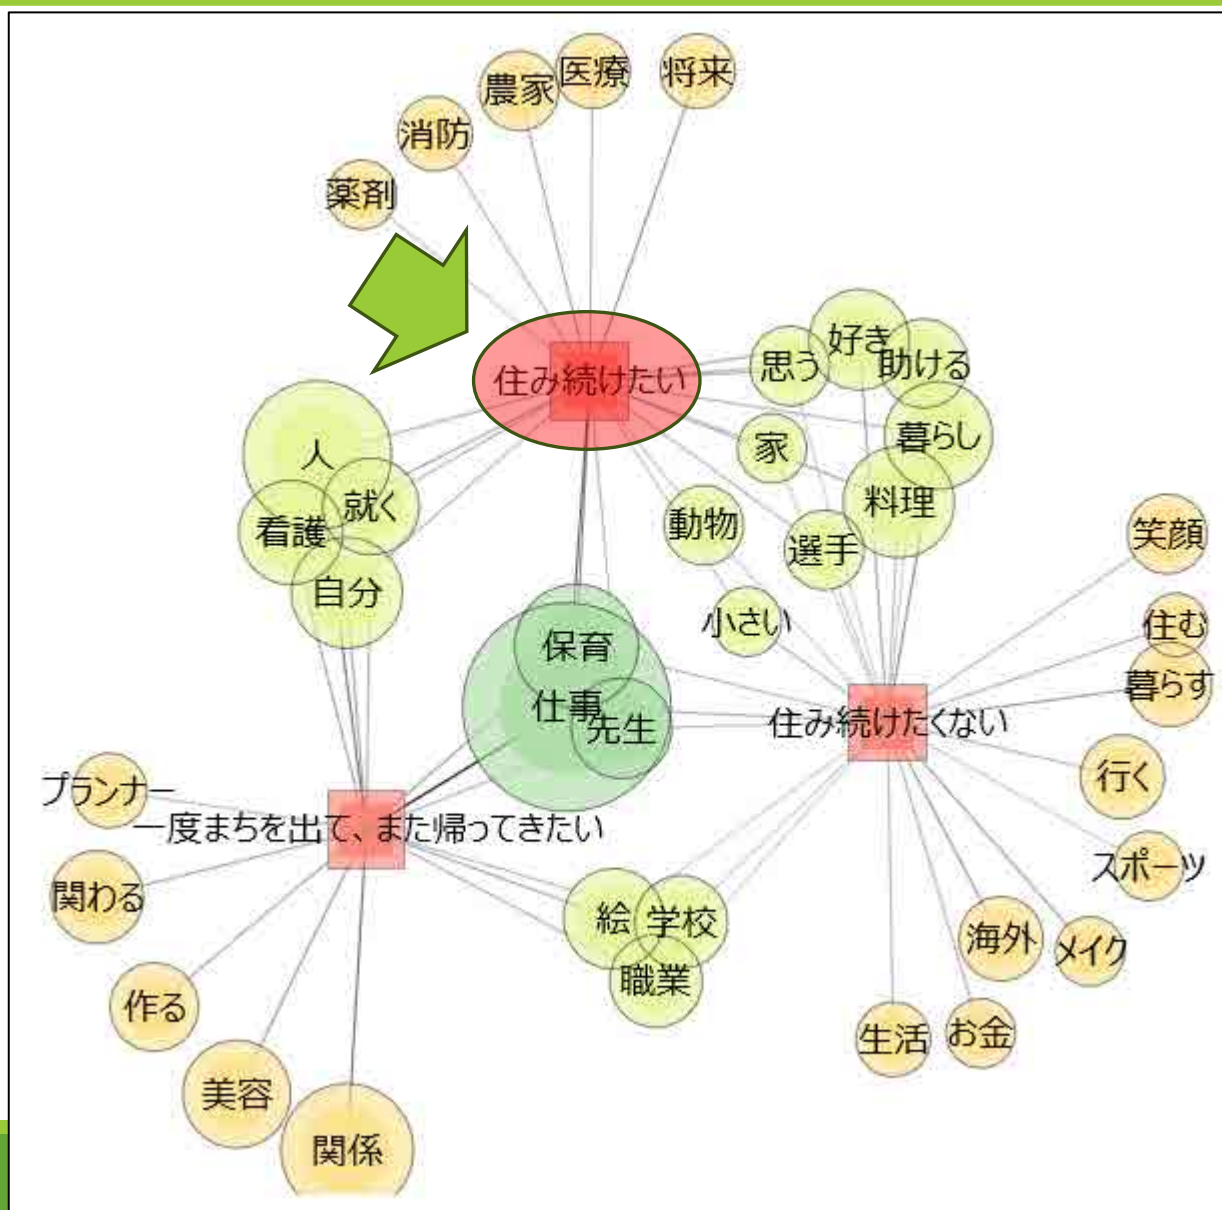 将来
医療
農家
消防
薬剤
住み続けたい
好き
思う
助ける
暮らし
家
料理
人
就く
看護
自分
動物
選手
小さい
笑顔
住む
暮らす
保育
仕事
先生
住み続けたくない
行く
プランナー
一度まちを出て、また帰ってきたい
スポーツ
関わる
絵
学校
職業
海外
メイク
作る
生活
お金
美容
関係